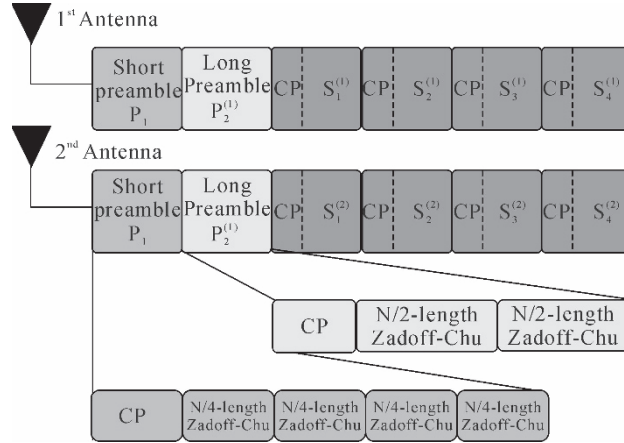 1st Antenna
Short preamble P₁
Long Preamble P₂⁽¹⁾
CP S₁⁽¹⁾ CP S₂⁽¹⁾ CP S₃⁽¹⁾ CP S₄⁽¹⁾
2nd Antenna
Short preamble P₁
Long Preamble P₂⁽¹⁾
CP S₁⁽²⁾ CP S₂⁽²⁾ CP S₃⁽²⁾ CP S₄⁽²⁾
CP
N/2-length
Zadoff-Chu
N/2-length
Zadoff-Chu
CP
N/4-length
Zadoff-Chu
N/4-length
Zadoff-Chu
N/4-length
Zadoff-Chu
N/4-length
Zadoff-Chu